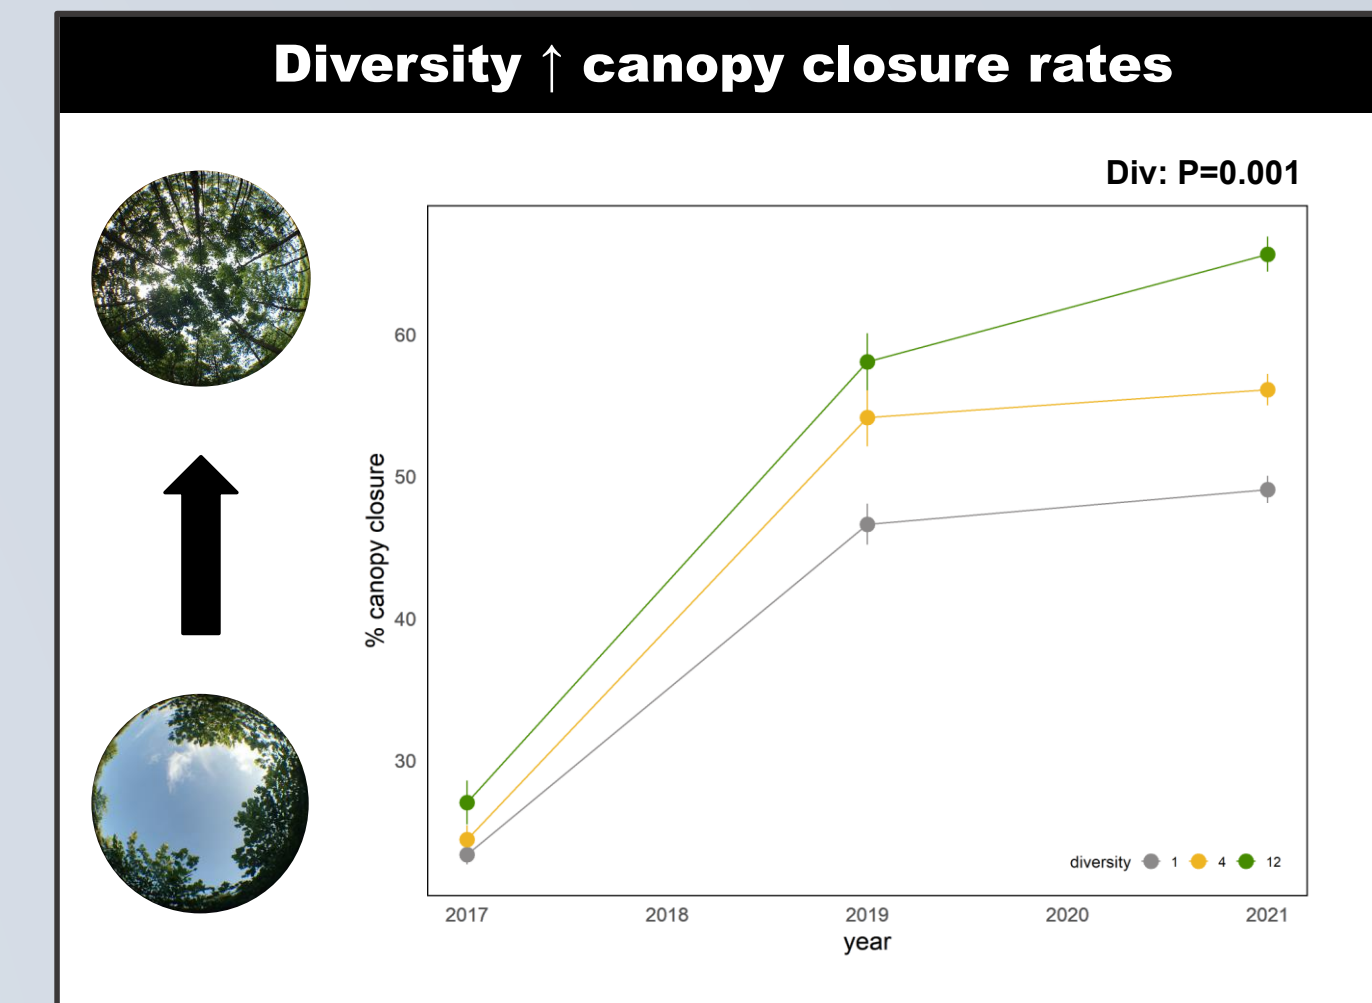 Diversity ↑ canopy closure rates
Div: P=0.001
% canopy closure
60
50
40
30
diversity 1 4 12
2017 2018 2019 2020 2021
year